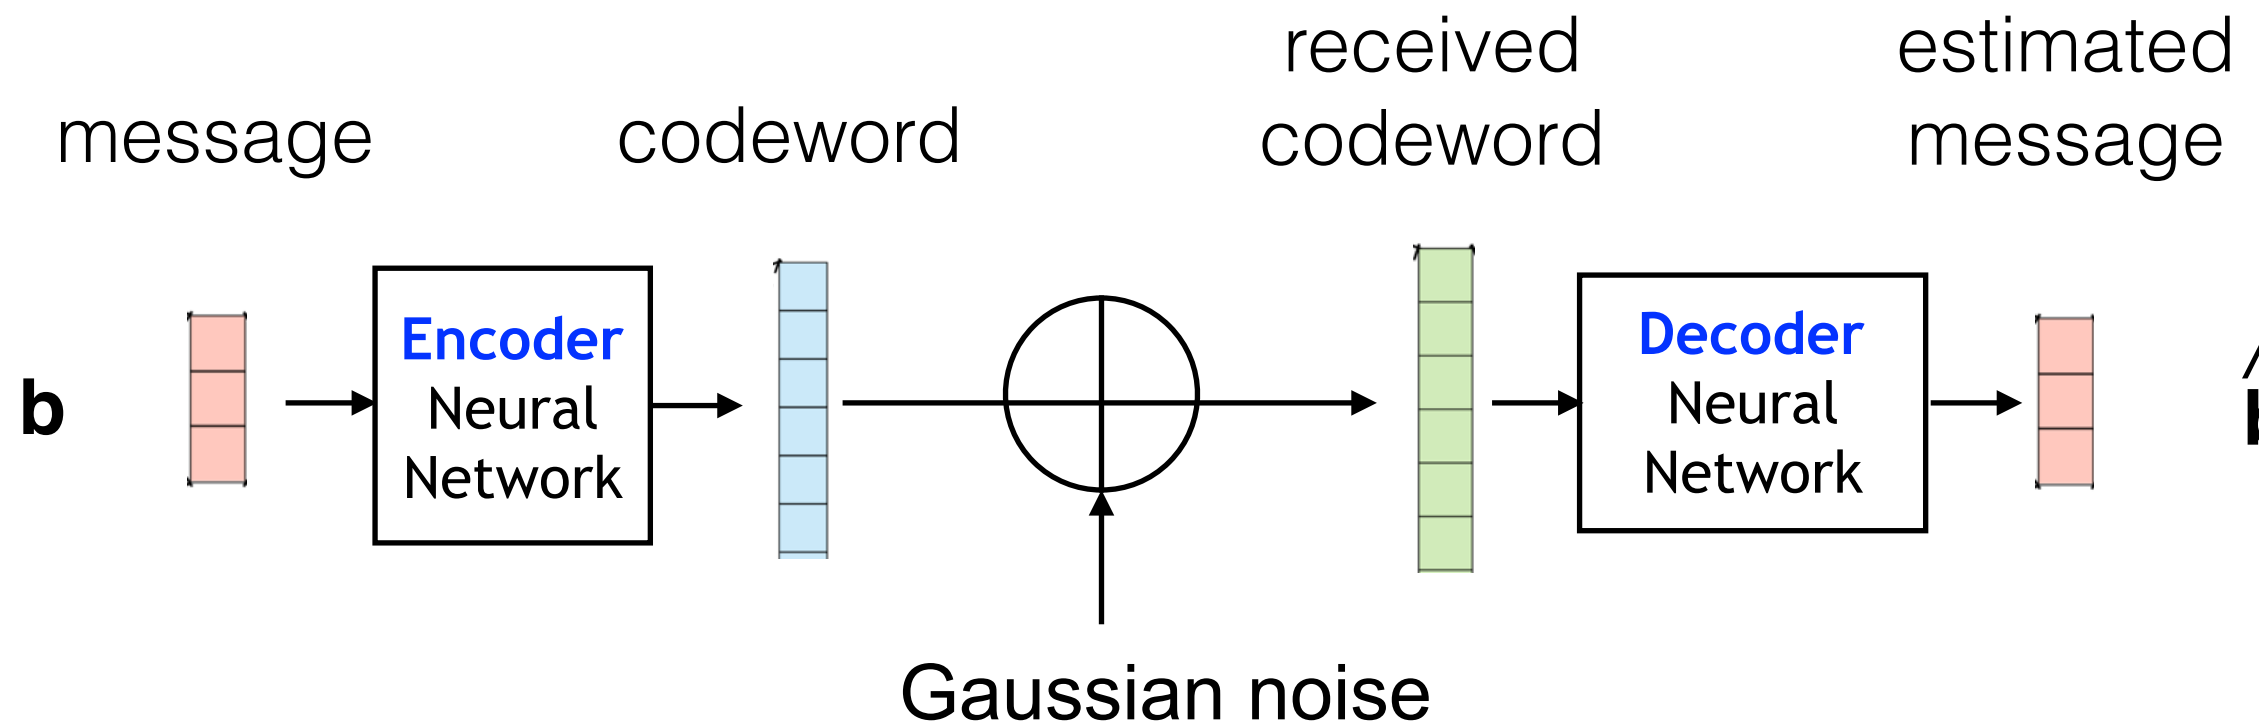 message
codeword
received
codeword
estimated
message
b
Encoder
Neural
Network
Decoder
Neural
Network
Gaussian noise